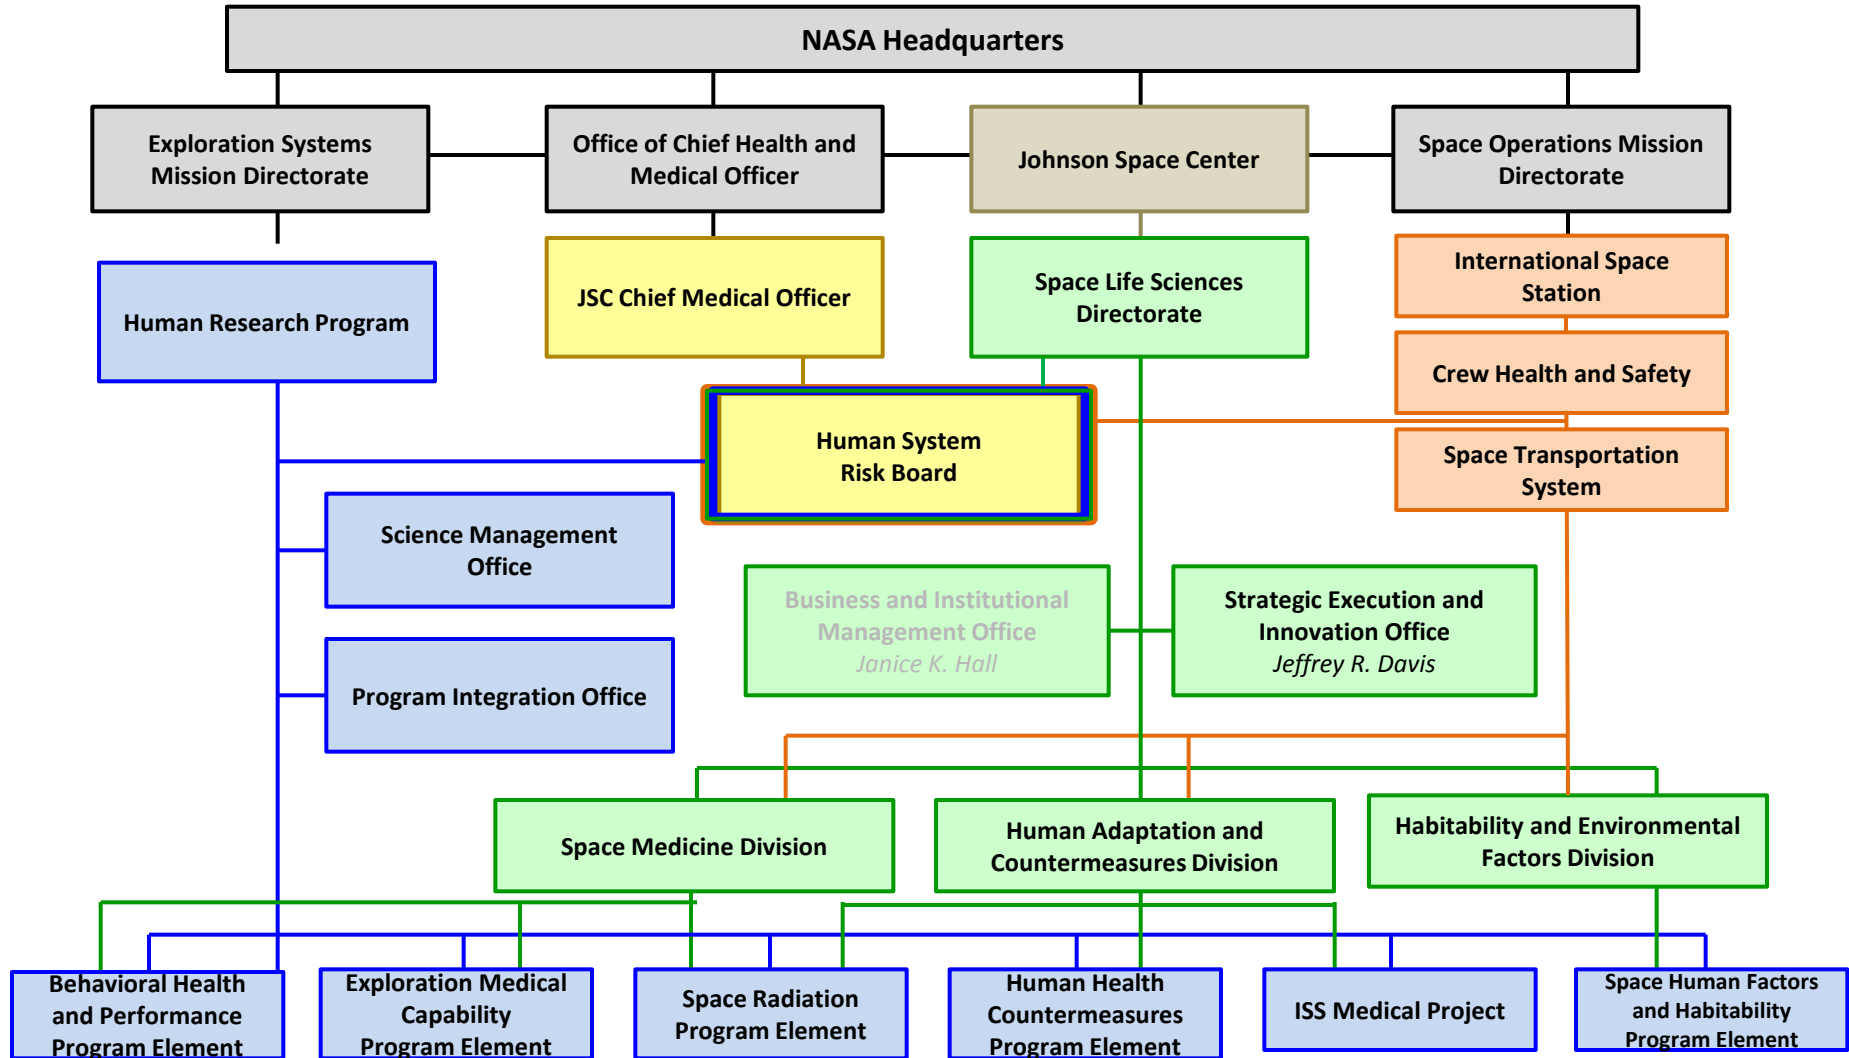 NASA Headquarters
Exploration Systems
Mission Directorate
Office of Chief Health and
Medical Officer
Johnson Space Center
Space Operations Mission
Directorate
Human Research Program
JSC Chief Medical Officer
Space Life Sciences
Directorate
International Space
Station
Crew Health and Safety
Human System
Risk Board
Space Transportation
System
Science Management
Office
Business and Institutional
Management Office
Janice K. Hall
Strategic Execution and
Innovation Office
Jeffrey R. Davis
Program Integration Office
Space Medicine Division
Human Adaptation and
Countermeasures Division
Habitability and Environmental
Factors Division
Behavioral Health
and Performance
Program Element
Exploration Medical
Capability
Program Element
Space Radiation
Program Element
Human Health
Countermeasures
Program Element
ISS Medical Project
Space Human Factors
and Habitability
Program Element